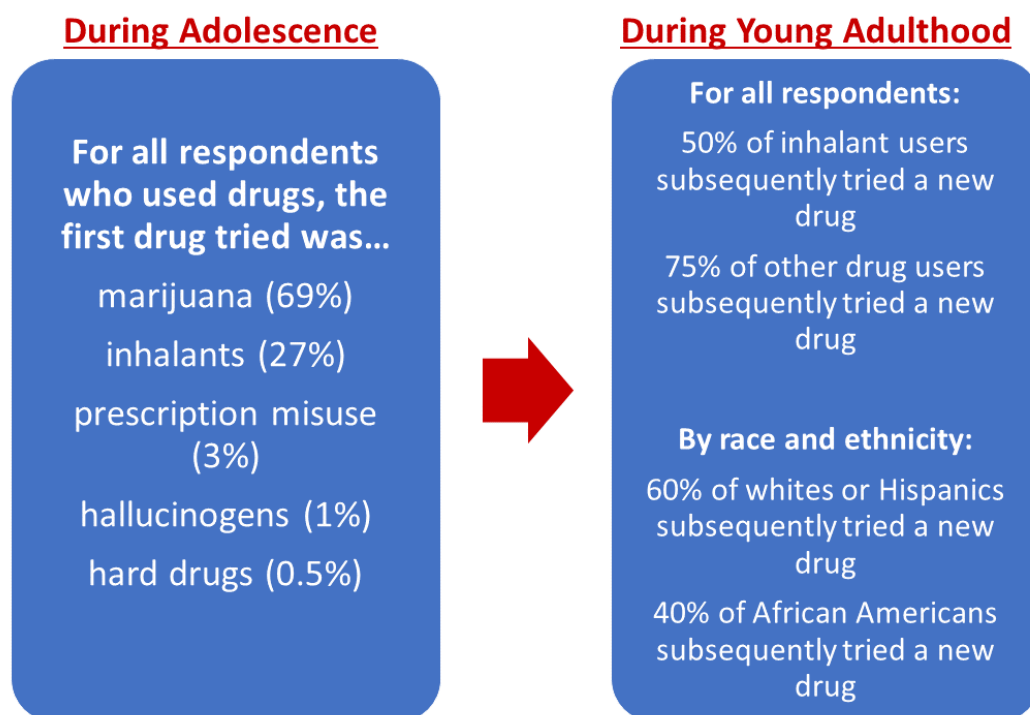 During Adolescence
For all respondents
who used drugs, the
first drug tried was…
marijuana (69%)
inhalants (27%)
prescription misuse
(3%)
hallucinogens (1%)
hard drugs (0.5%)
During Young Adulthood
For all respondents:
50% of inhalant users
subsequently tried a new
drug
75% of other drug users
subsequently tried a new
drug
By race and ethnicity:
60% of whites or Hispanics
subsequently tried a new
drug
40% of African Americans
subsequently tried a new
drug